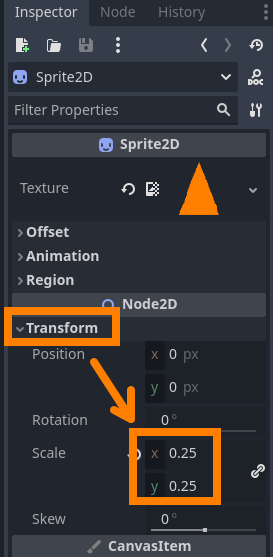 Inspector Node History
Sprite2D
Filter Properties
Sprite2D
Texture
Offset
Animation
Region
Node2D
Transform
Position x 0 px
y 0 px
Rotation 0 °
Scale x 0.25
y 0.25
Skew 0 °
CanvasItem